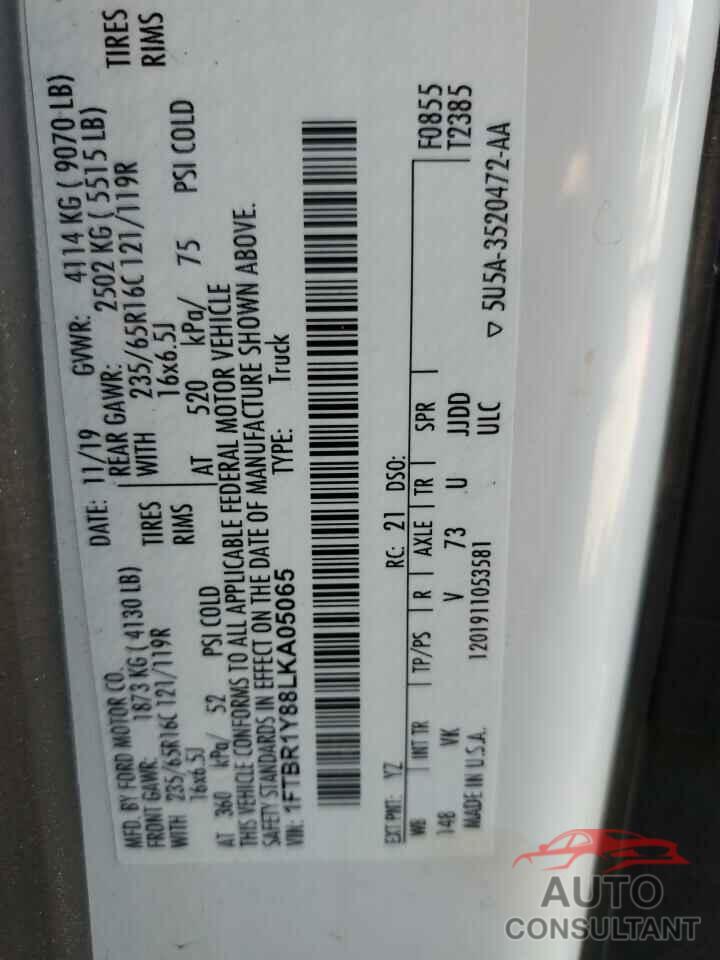 MFD. BY FORD MOTOR CO.
DATE: 11/19 GVWR: 4114 KG ( 9070 LB)
FRONT GAWR: 1873 KG ( 4130 LB) REAR GAWR: 2502 KG ( 5515 LB)
WITH 235/65R16C 121/119R TIRES WITH 235/65R16C 121/119R TIRES
16x6.5J RIMS 16x6.5J RIMS
AT 360 kPa/ 52 PSI COLD AT 520 kPa/ 75 PSI COLD
THIS VEHICLE CONFORMS TO ALL APPLICABLE FEDERAL MOTOR VEHICLE
SAFETY STANDARDS IN EFFECT ON THE DATE OF MANUFACTURE SHOWN ABOVE.
VIN: 1FTBR1Y88LKA05065 TYPE: Truck
EXT PNT: YZ RC: 21 DSO:
F0855
T2385
WB INT TR TP/PS R AXLE TR SPR
148 VK V 73 U JJDD
MADE IN U.S.A. 1201911053581 ULC
▽ 5U5A-3520472-AA
AUTO
CONSULTANT